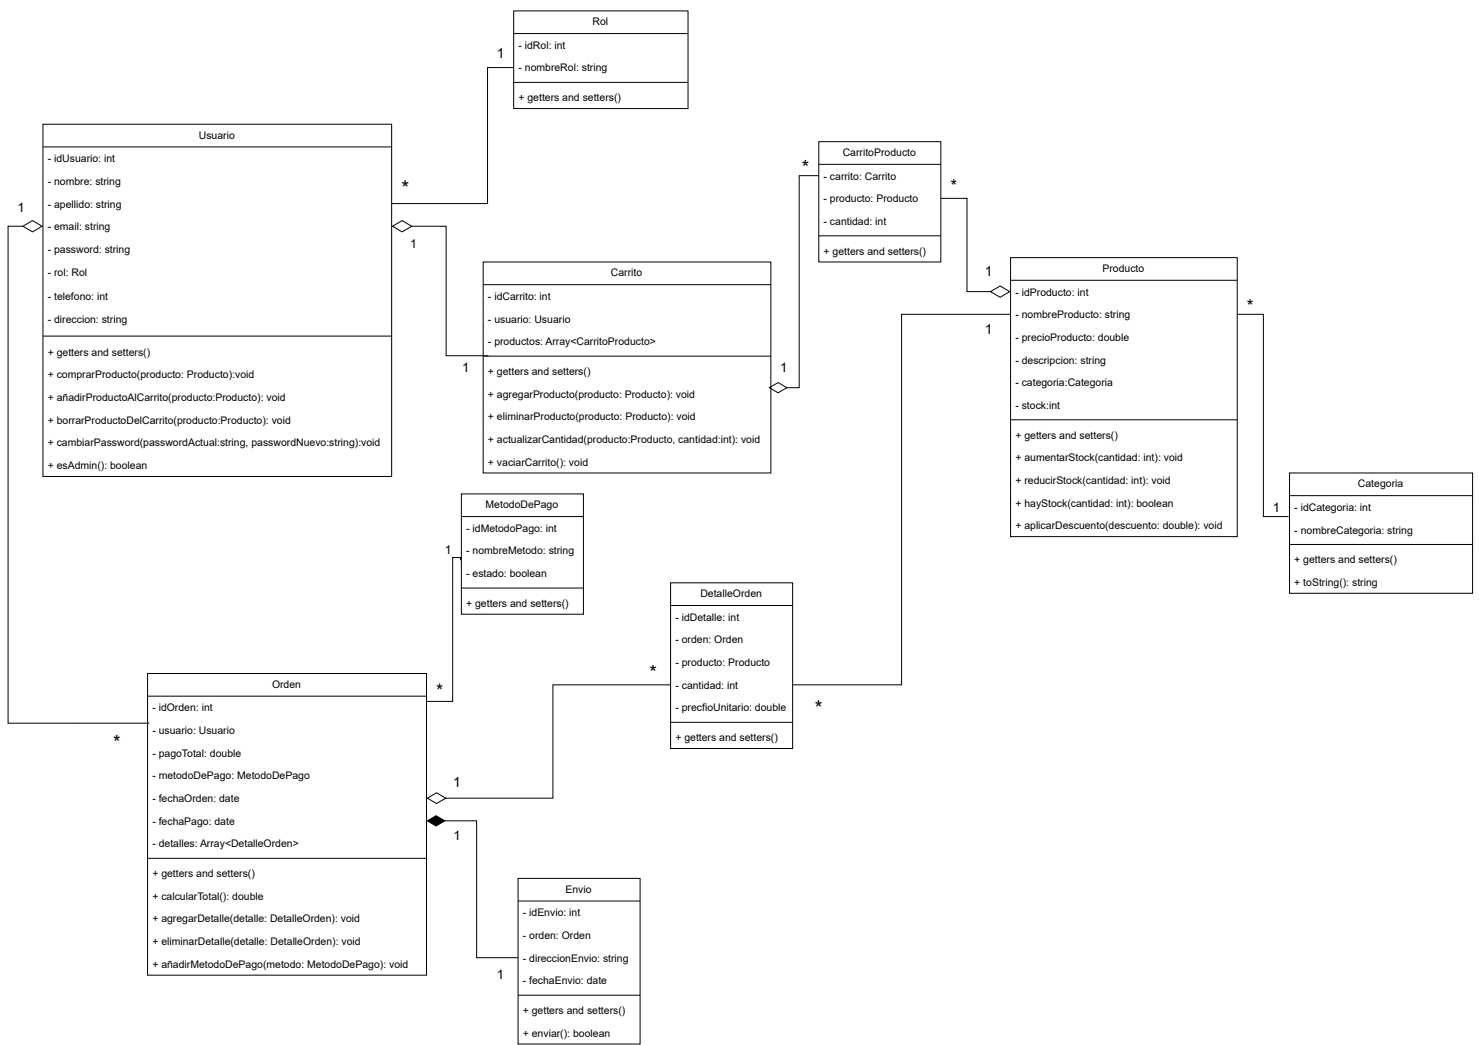 Rol
- idRol: int
- nombreRol: string
+ getters and setters()
1
*
Usuario
- idUsuario: int
- nombre: string
- apellido: string
- email: string
- password: string
- rol: Rol
- telefono: int
- direccion: string
+ getters and setters()
+ comprarProducto(producto: Producto):void
+ añadirProductoAlCarrito(producto:Producto): void
+ borrarProductoDelCarrito(producto:Producto): void
+ cambiarPassword(passwordActual:string, passwordNuevo:string):void
+ esAdmin(): boolean
1
*
1
1
Carrito
- idCarrito: int
- usuario: Usuario
- productos: Array<CarritoProducto>
+ getters and setters()
+ agregarProducto(producto: Producto): void
+ eliminarProducto(producto: Producto): void
+ actualizarCantidad(producto:Producto, cantidad:int): void
+ vaciarCarrito(): void
1
*
CarritoProducto
- carrito: Carrito
- producto: Producto
- cantidad: int
+ getters and setters()
*
1
Producto
- idProducto: int
- nombreProducto: string
- precioProducto: double
- descripcion: string
- categoria:Categoria
- stock:int
+ getters and setters()
+ aumentarStock(cantidad: int): void
+ reducirStock(cantidad: int): void
+ hayStock(cantidad: int): boolean
+ aplicarDescuento(descuento: double): void
1
*
*
1
Categoria
- idCategoria: int
- nombreCategoria: string
+ getters and setters()
+ toString(): string
MetodoDePago
- idMetodoPago: int
- nombreMetodo: string
- estado: boolean
+ getters and setters()
1
*
DetalleOrden
- idDetalle: int
- orden: Orden
- producto: Producto
- cantidad: int
- precfioUnitario: double
+ getters and setters()
*
1
Orden
- idOrden: int
- usuario: Usuario
- pagoTotal: double
- metodoDePago: MetodoDePago
- fechaOrden: date
- fechaPago: date
- detalles: Array<DetalleOrden>
+ getters and setters()
+ calcularTotal(): double
+ agregarDetalle(detalle: DetalleOrden): void
+ eliminarDetalle(detalle: DetalleOrden): void
+ añadirMetodoDePago(metodo: MetodoDePago): void
1
1
Envio
- idEnvio: int
- orden: Orden
- direccionEnvio: string
- fechaEnvio: date
+ getters and setters()
+ enviar(): boolean